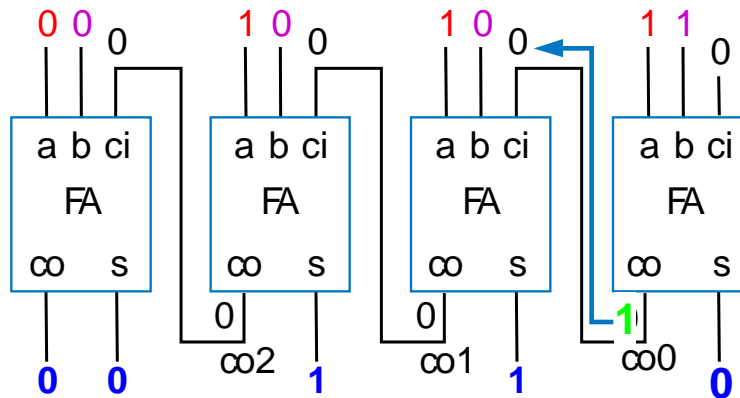 0 0 0 1 0 0 1 0 0 1 1 0
a b ci a b ci a b ci a b ci
FA FA FA FA
co s co s co s co s
0 0 1
co2 co1 co0
0 0 1 1 0